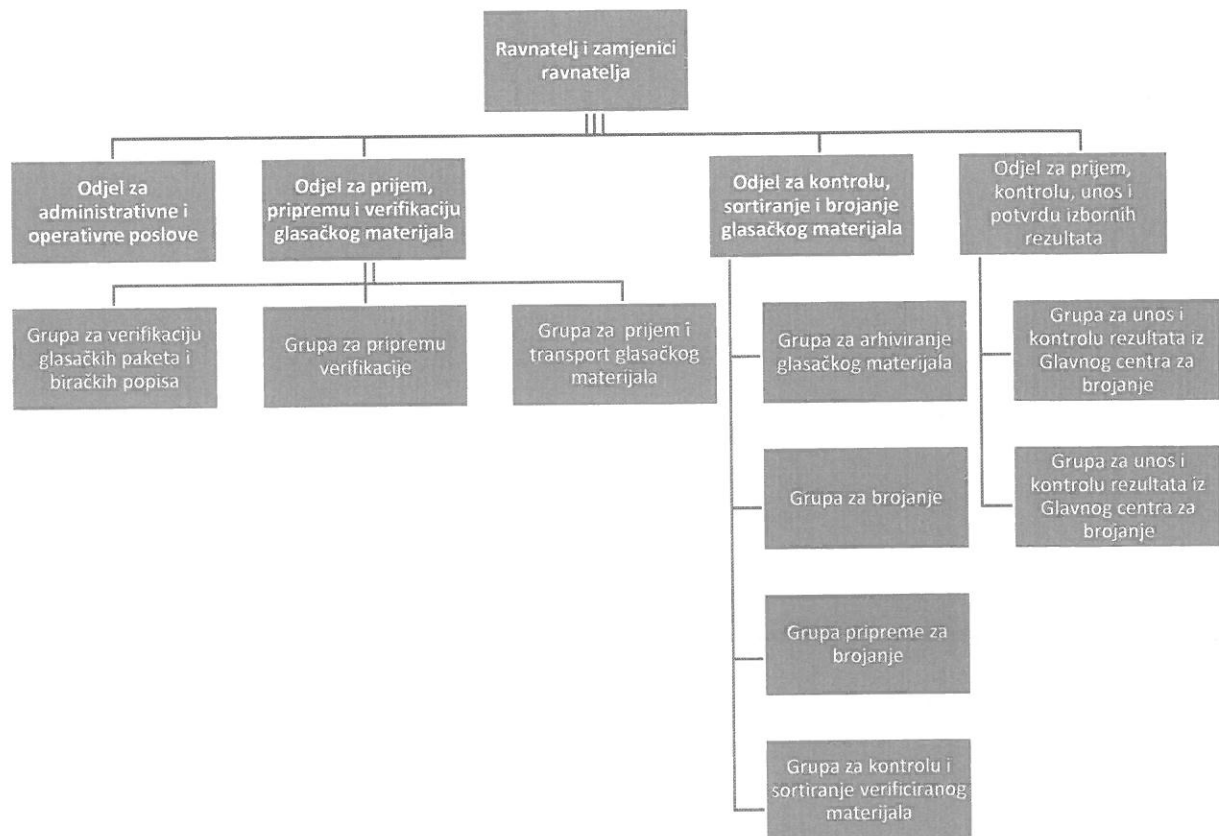 Ravnatelj i zamjenici
ravnatelja
Odjel za
administrativne i
operativne poslove
Odjel za prijem,
pripremu i verifikaciju
glasačkog materijala
Odjel za kontrolu,
sortiranje i brojanje
glasačkog materijala
Odjel za prijem,
kontrolu, unos i
potvrdu izbornih
rezultata
Grupa za verifikaciju
glasačkih paketa i
biračkih popisa
Grupa za pripremu
verifikacije
Grupa za prijem i
transport glasačkog
materijala
Grupa za arhiviranje
glasačkog materijala
Grupa za brojanje
Grupa pripreme za
brojanje
Grupa za kontrolu i
sortiranje verificiranog
materijala
Grupa za unos i
kontrolu rezultata iz
Glavnog centra za
brojanje
Grupa za unos i
kontrolu rezultata iz
Glavnog centra za
brojanje